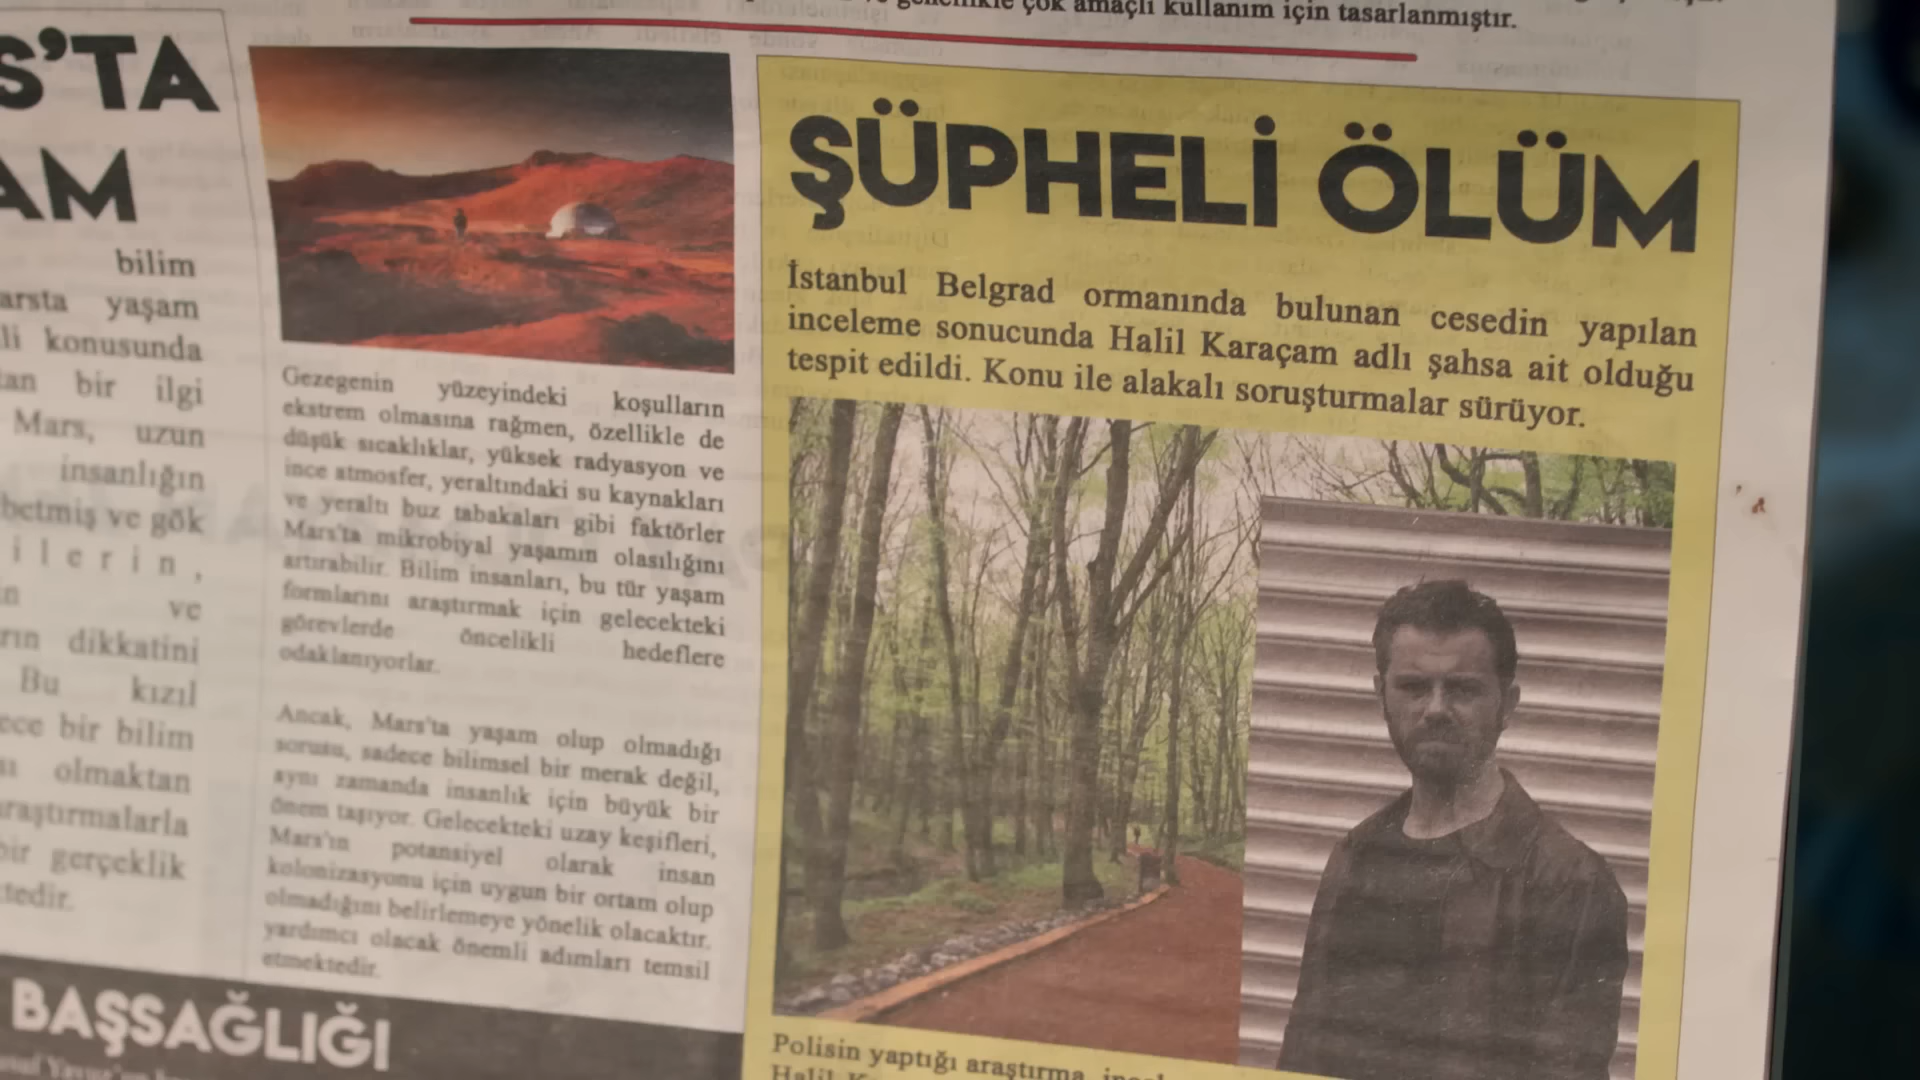 çok amaçlı kullanım için tasarlanmıştır.
S'TA
AM
bilim
arsta yaşam
li konusunda
an bir ilgi
Mars, uzun
insanlığın
betmiş ve gök
ilerin,
n ve
rın dikkatini
Bu kızıl
ece bir bilim
sı olmaktan
araştırmalarla
bir gerçeklik
tedir.
Gezegenin yüzeyindeki koşulların
ekstrem olmasına rağmen, özellikle de
düşük sıcaklıklar, yüksek radyasyon ve
ince atmosfer, yeraltındaki su kaynakları
ve yeraltı buz tabakaları gibi faktörler
Mars'ta mikrobiyal yaşamın olasılığını
artırabilir. Bilim insanları, bu tür yaşam
formlarını araştırmak için gelecekteki
görevlerde öncelikli hedeflere
odaklanıyorlar.
Ancak, Mars'ta yaşam olup olmadığı
sorusu, sadece bilimsel bir merak değil,
aynı zamanda insanlık için büyük bir
önem taşıyor. Gelecekteki uzay keşifleri,
Mars'ın potansiyel olarak insan
kolonizasyonu için uygun bir ortam olup
olmadığını belirlemeye yönelik olacaktır.
yardımcı olacak önemli adımları temsil
etmektedir.
BAŞSAĞLIĞI
ŞÜPHELİ ÖLÜM
İstanbul Belgrad ormanında bulunan cesedin yapılan
inceleme sonucunda Halil Karaçam adlı şahsa ait olduğu
tespit edildi. Konu ile alakalı soruşturmalar sürüyor.
Polisin yaptığı araştırma
Halil